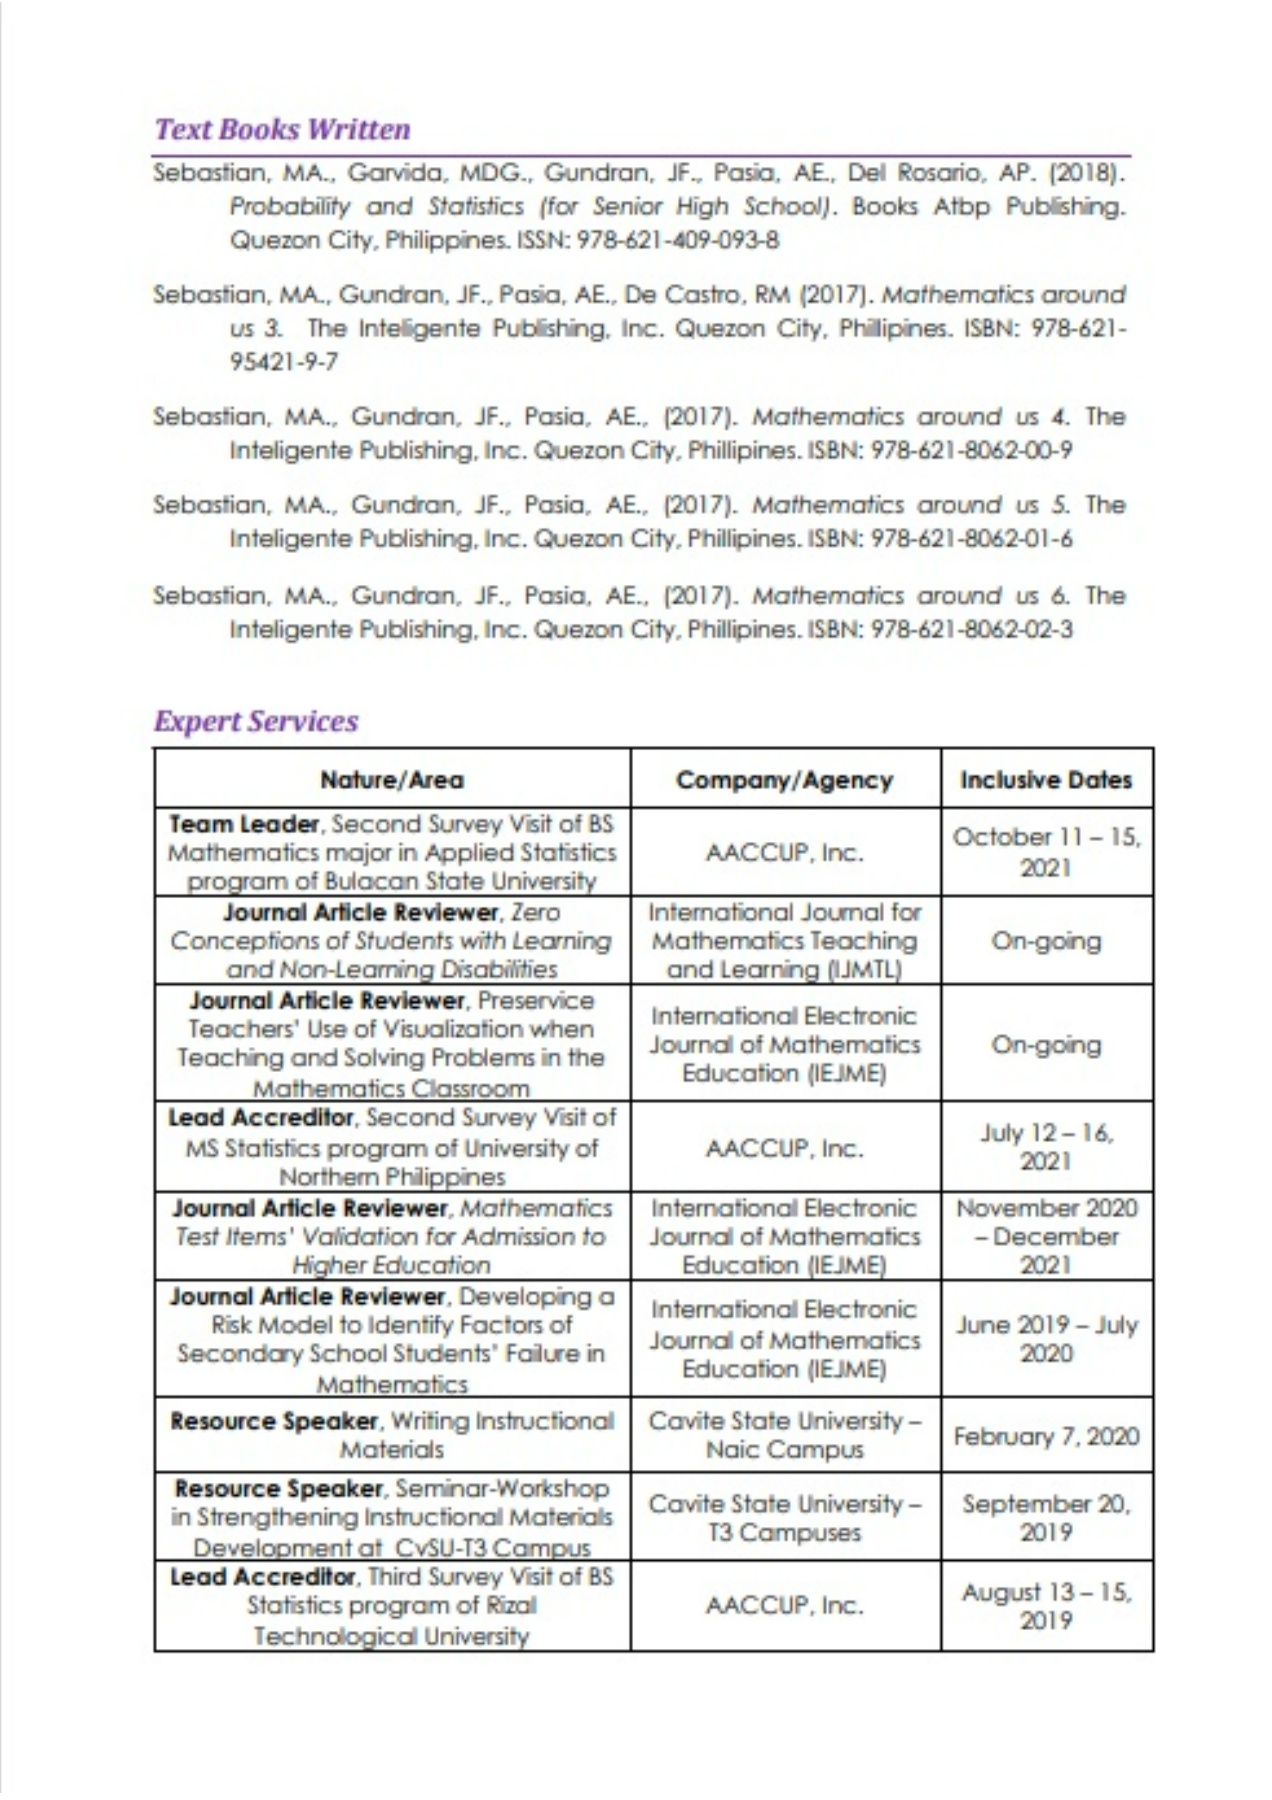 Text Books Written
Sebastian, MA., Garvida, MDG., Gundran, JF., Pasia, AE., Del Rosario, AP. (2018).
Probability and Statistics (for Senior High School). Books Atbp Publishing.
Quezon City, Philippines. ISSN: 978-621-409-093-8
Sebastian, MA., Gundran, JF., Pasia, AE., De Castro, RM (2017). Mathematics around
us 3. The Inteligente Publishing, Inc. Quezon City, Phillipines. ISBN: 978-621-
95421-9-7
Sebastian, MA., Gundran, JF., Pasia, AE., (2017). Mathematics around us 4. The
Inteligente Publishing, Inc. Quezon City, Phillipines. ISBN: 978-621-8062-00-9
Sebastian, MA., Gundran, JF., Pasia, AE., (2017). Mathematics around us 5. The
Inteligente Publishing, Inc. Quezon City, Phillipines. ISBN: 978-621-8062-01-6
Sebastian, MA., Gundran, JF., Pasia, AE., (2017). Mathematics around us 6. The
Inteligente Publishing, Inc. Quezon City, Phillipines. ISBN: 978-621-8062-02-3
Expert Services
Nature/Area
Company/Agency
Inclusive Dates
Team Leader, Second Survey Visit of BS
Mathematics major in Applied Statistics
program of Bulacan State University
AACCUP, Inc.
October 11 – 15,
2021
Journal Article Reviewer, Zero
Conceptions of Students with Learning
and Non-Learning Disabilities
International Journal for
Mathematics Teaching
and Learning (IJMTL)
On-going
Journal Article Reviewer, Preservice
Teachers' Use of Visualization when
Teaching and Solving Problems in the
Mathematics Classroom
International Electronic
Journal of Mathematics
Education (IEJME)
On-going
Lead Accreditor, Second Survey Visit of
MS Statistics program of University of
Northern Philippines
AACCUP, Inc.
July 12 – 16,
2021
Journal Article Reviewer, Mathematics
Test Items' Validation for Admission to
Higher Education
International Electronic
Journal of Mathematics
Education (IEJME)
November 2020
– December
2021
Journal Article Reviewer, Developing a
Risk Model to Identify Factors of
Secondary School Students' Failure in
Mathematics
International Electronic
Journal of Mathematics
Education (IEJME)
June 2019 – July
2020
Resource Speaker, Writing Instructional
Materials
Cavite State University –
Naic Campus
February 7, 2020
Resource Speaker, Seminar-Workshop
in Strengthening Instructional Materials
Development at CvSU-T3 Campus
Cavite State University –
T3 Campuses
September 20,
2019
Lead Accreditor, Third Survey Visit of BS
Statistics program of Rizal
Technological University
AACCUP, Inc.
August 13 – 15,
2019